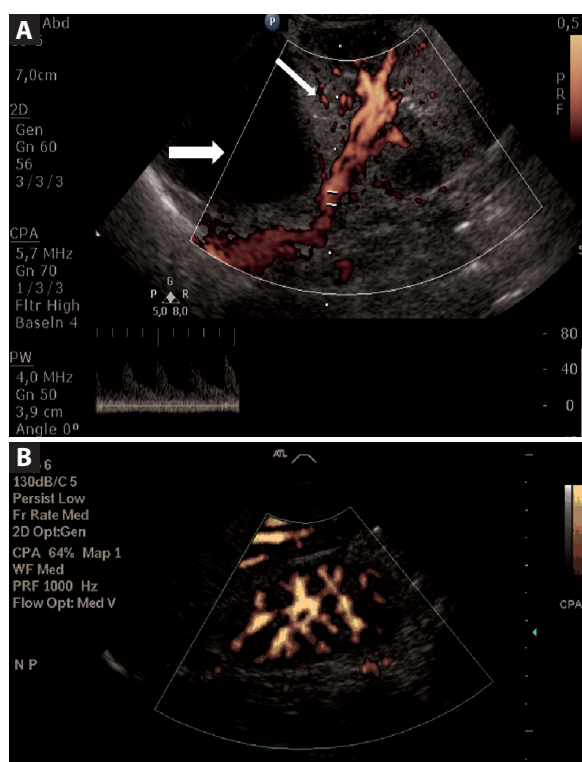 A
Abd
7,0cm
P
0,5
P
R
F
2D
Gen
Gn 60
56
3/3/3
CPA
5,7 MHz
Gn 70
1/3/3
Fltr High
BaseIn 4
G
P R
5,0 8,0
PW
4,0 MHz
Gn 50
3,9 cm
Angle 0º
80
40
0
B
6
ATL
130dB/C 5
Persist Low
Fr Rate Med
2D Opt:Gen
CPA 64% Map 1
WF Med
PRF 1000 Hz
Flow Opt: Med V
CPA
N P